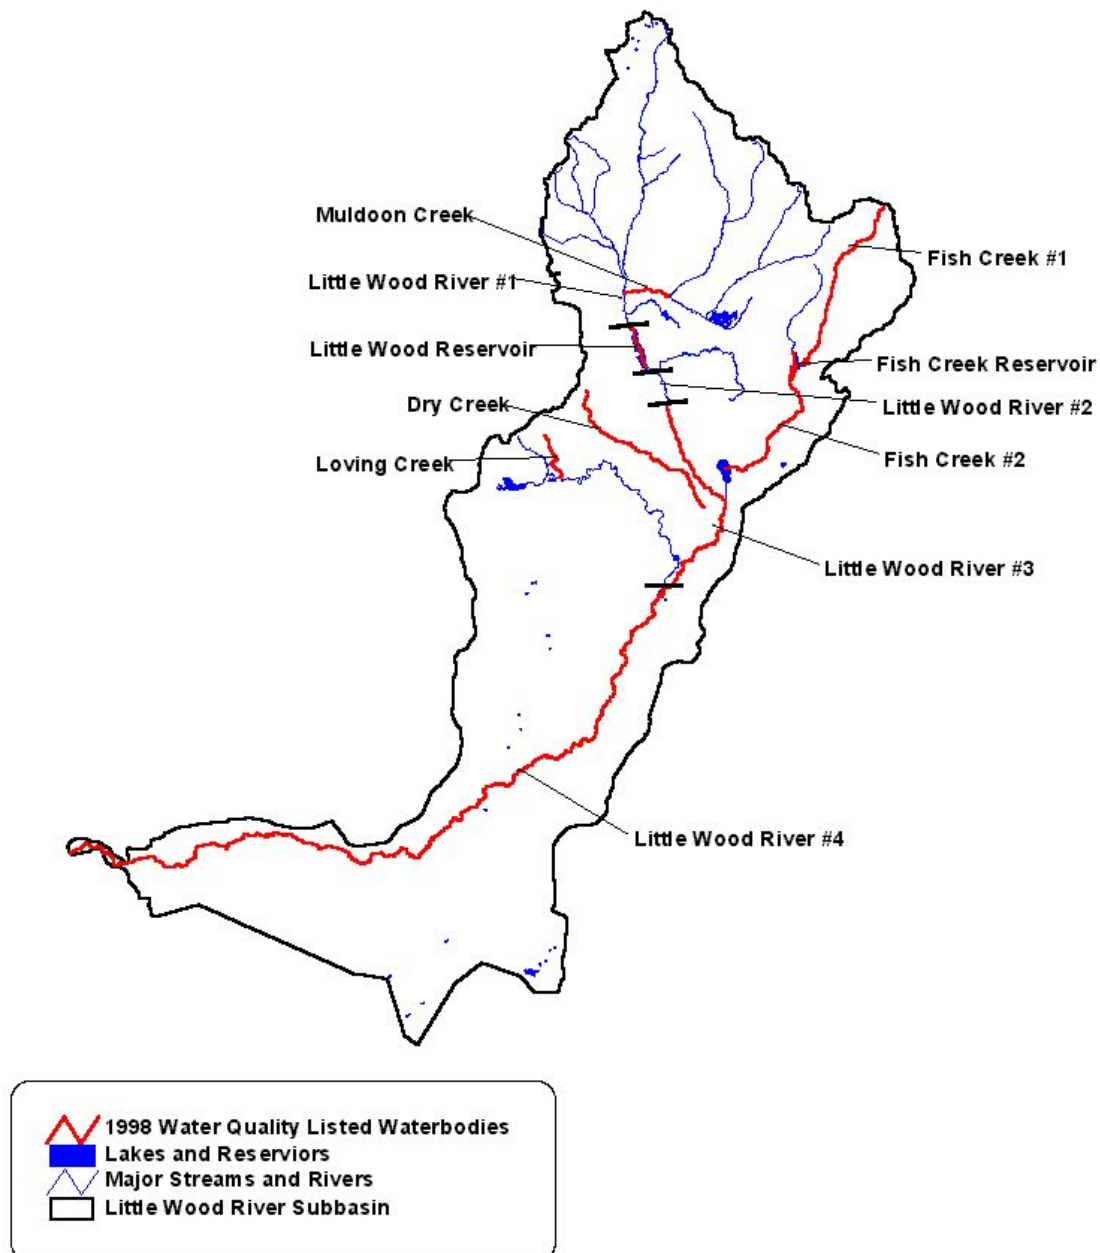 Muldoon Creek
Fish Creek #1
Little Wood River #1
Little Wood Reservoir
Fish Creek Reservoir
Dry Creek
Little Wood River #2
Loving Creek
Fish Creek #2
Little Wood River #3
Little Wood River #4
1998 Water Quality Listed Waterbodies
Lakes and Reserviors
Major Streams and Rivers
Little Wood River Subbasin